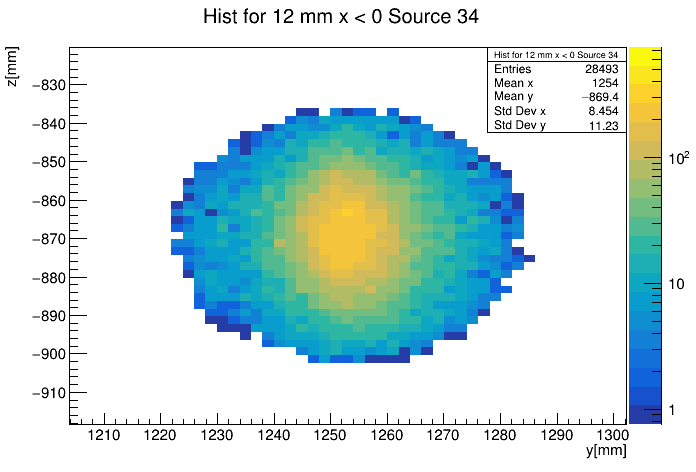 Hist for 12 mm x < 0 Source 34
z[mm]
Hist for 12 mm x < 0 Source 34
Entries 28493
Mean x 1254
Mean y −869.4
Std Dev x 8.454
Std Dev y 11.23
−830
−840
−850
−860
−870
−880
−890
−900
−910
10²
10
1
1210 1220 1230 1240 1250 1260 1270 1280 1290 1300
y[mm]